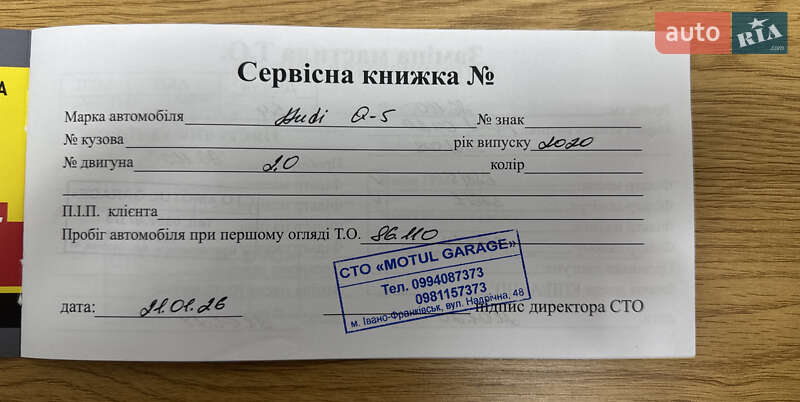 auto RIA.com
Сервісна книжка №
Марка автомобіля Audi Q-5 № знак
№ кузова рік випуску 2020
№ двигуна 2.0 колір
П.І.П. клієнта
Пробіг автомобіля при першому огляді Т.О. 86.110
СТО «MOTUL GARAGE»
Тел. 0994087373
0981157373
м. Івано-Франківськ, вул. Надрічна, 48
дата: 21.01.26 підпис директора СТО